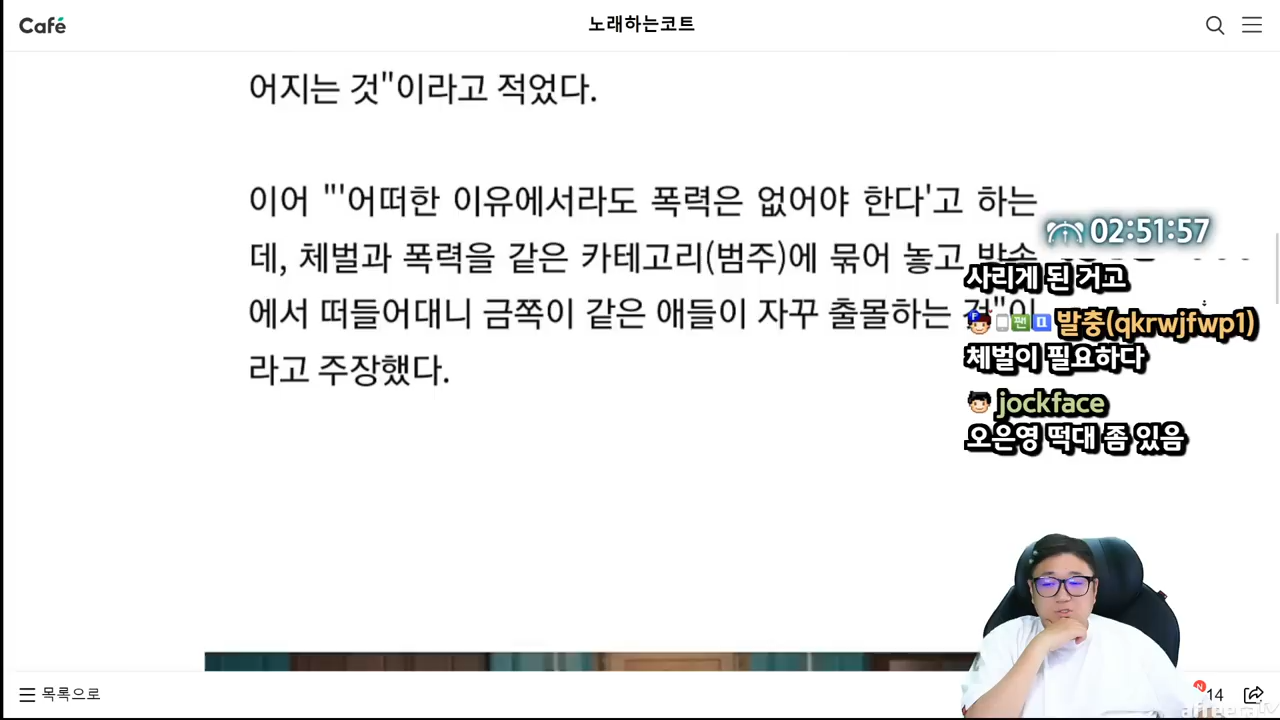 Café
노래하는코트
어지는 것"이라고 적었다.
이어 "'어떠한 이유에서라도 폭력은 없어야 한다'고 하는
데, 체벌과 폭력을 같은 카테고리(범주)에 묶어 놓고 방송
에서 떠들어대니 금쪽이 같은 애들이 자꾸 출몰하는 것"이
라고 주장했다.
02:51:57
사리게 된 거고
발충(qkrwjfwp1)
체벌이 필요하다
jockface
오은영 떡대 좀 있음
목록으로
N
14
afreecaTV